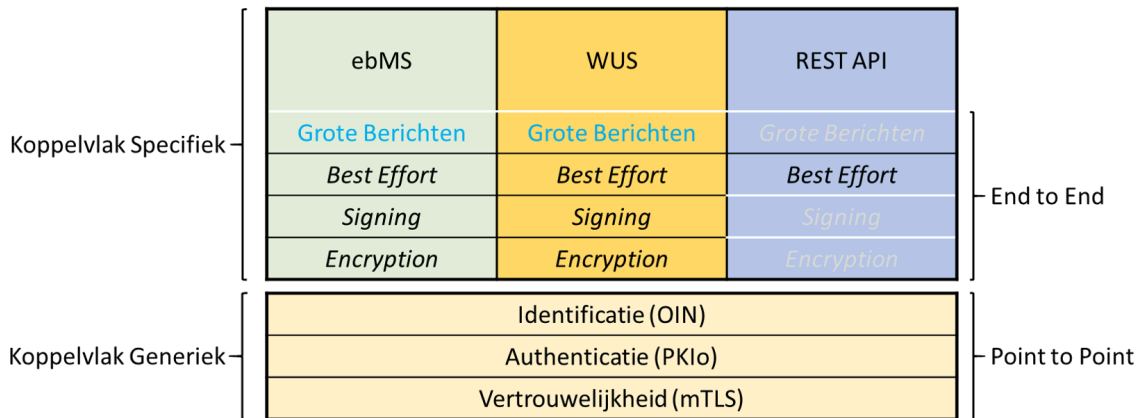 ebMS
WUS
REST API
Koppelvlak Specifiek
Grote Berichten
Grote Berichten
Grote Berichten
Best Effort
Best Effort
Best Effort
End to End
Signing
Signing
Signing
Encryption
Encryption
Encryption
Identificatie (OIN)
Koppelvlak Generiek
Authenticatie (PKIo)
Point to Point
Vertrouwelijkheid (mTLS)